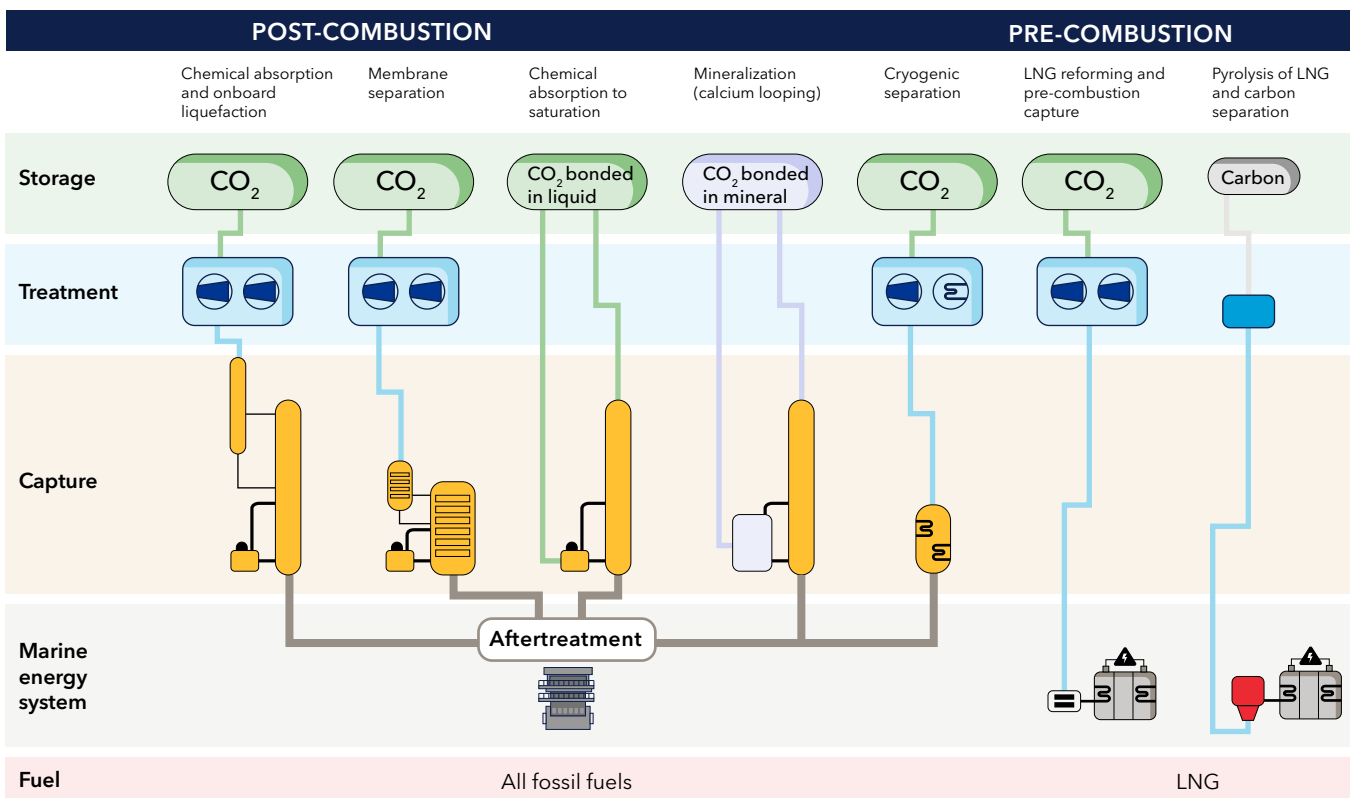 POST-COMBUSTION
PRE-COMBUSTION
Chemical absorption
and onboard
liquefaction
Membrane
separation
Chemical
absorption to
saturation
Mineralization
(calcium looping)
Cryogenic
separation
LNG reforming and
pre-combustion
capture
Pyrolysis of LNG
and carbon
separation
Storage
CO₂
CO₂
CO₂ bonded
in liquid
CO₂ bonded
in mineral
CO₂
CO₂
Carbon
Treatment
Capture
Marine
energy
system
Aftertreatment
Fuel
All fossil fuels
LNG